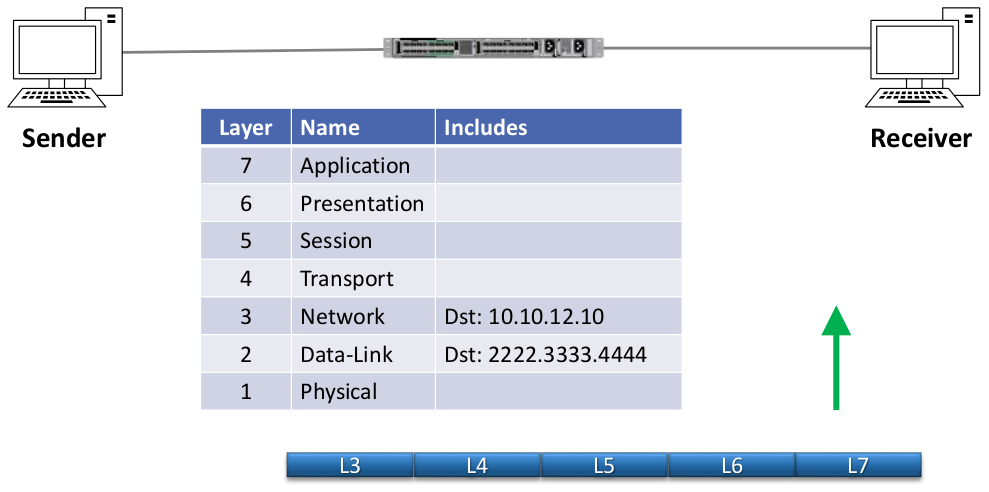 Sender
Receiver
Layer Name Includes
7 Application
6 Presentation
5 Session
4 Transport
3 Network Dst: 10.10.12.10
2 Data-Link Dst: 2222.3333.4444
1 Physical
L3 L4 L5 L6 L7